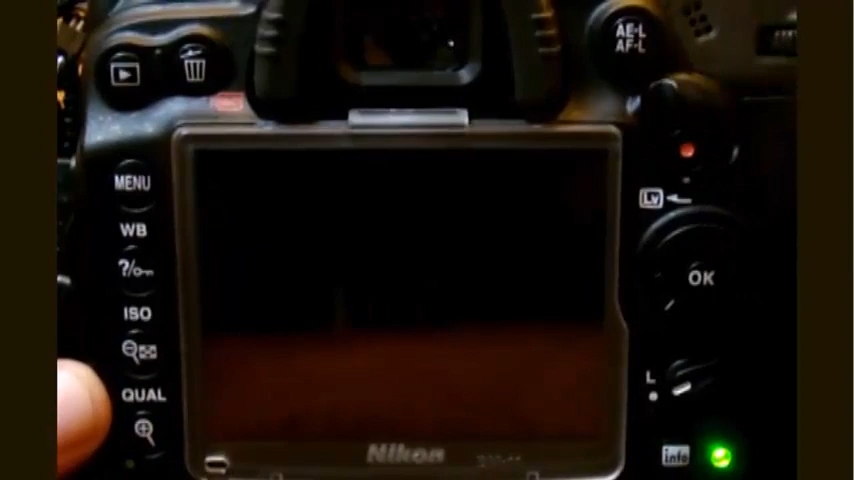 AE-L
AF-L
MENU
WB
?/
ISO
QUAL
Lv
OK
L
info
Nikon